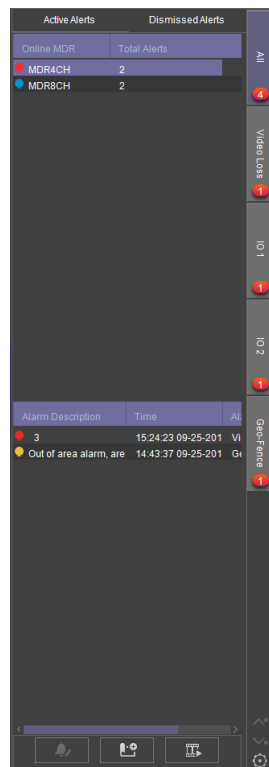 Active Alerts Dismissed Alerts
Online MDR Total Alerts
MDR4CH 2
MDR8CH 2
Alarm Description Time Ala
3 15:24:23 09-25-201 Vi
Out of area alarm, are 14:43:37 09-25-201 Ge
All
4
Video Loss
1
IO 1
1
IO 2
1
Geo-Fence
1